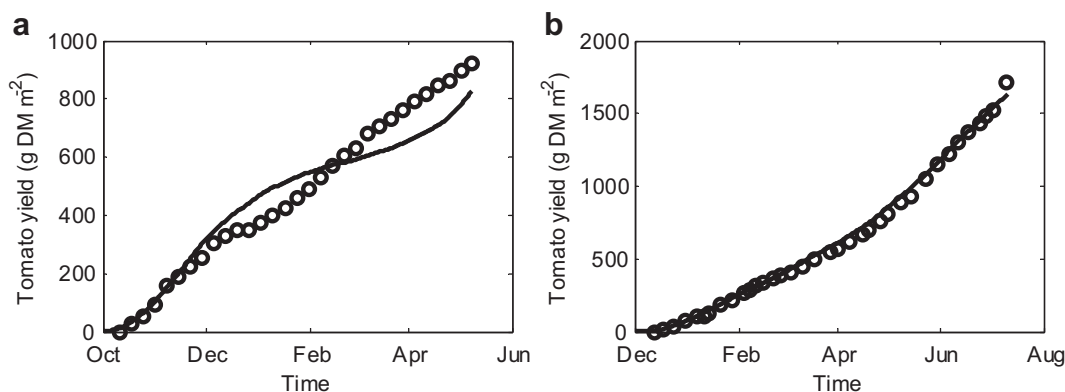 a
b
Tomato yield (g DM m⁻²)
1000
800
600
400
200
0
Oct
Dec
Feb
Apr
Jun
Time
Tomato yield (g DM m⁻²)
2000
1500
1000
500
0
Dec
Feb
Apr
Jun
Aug
Time